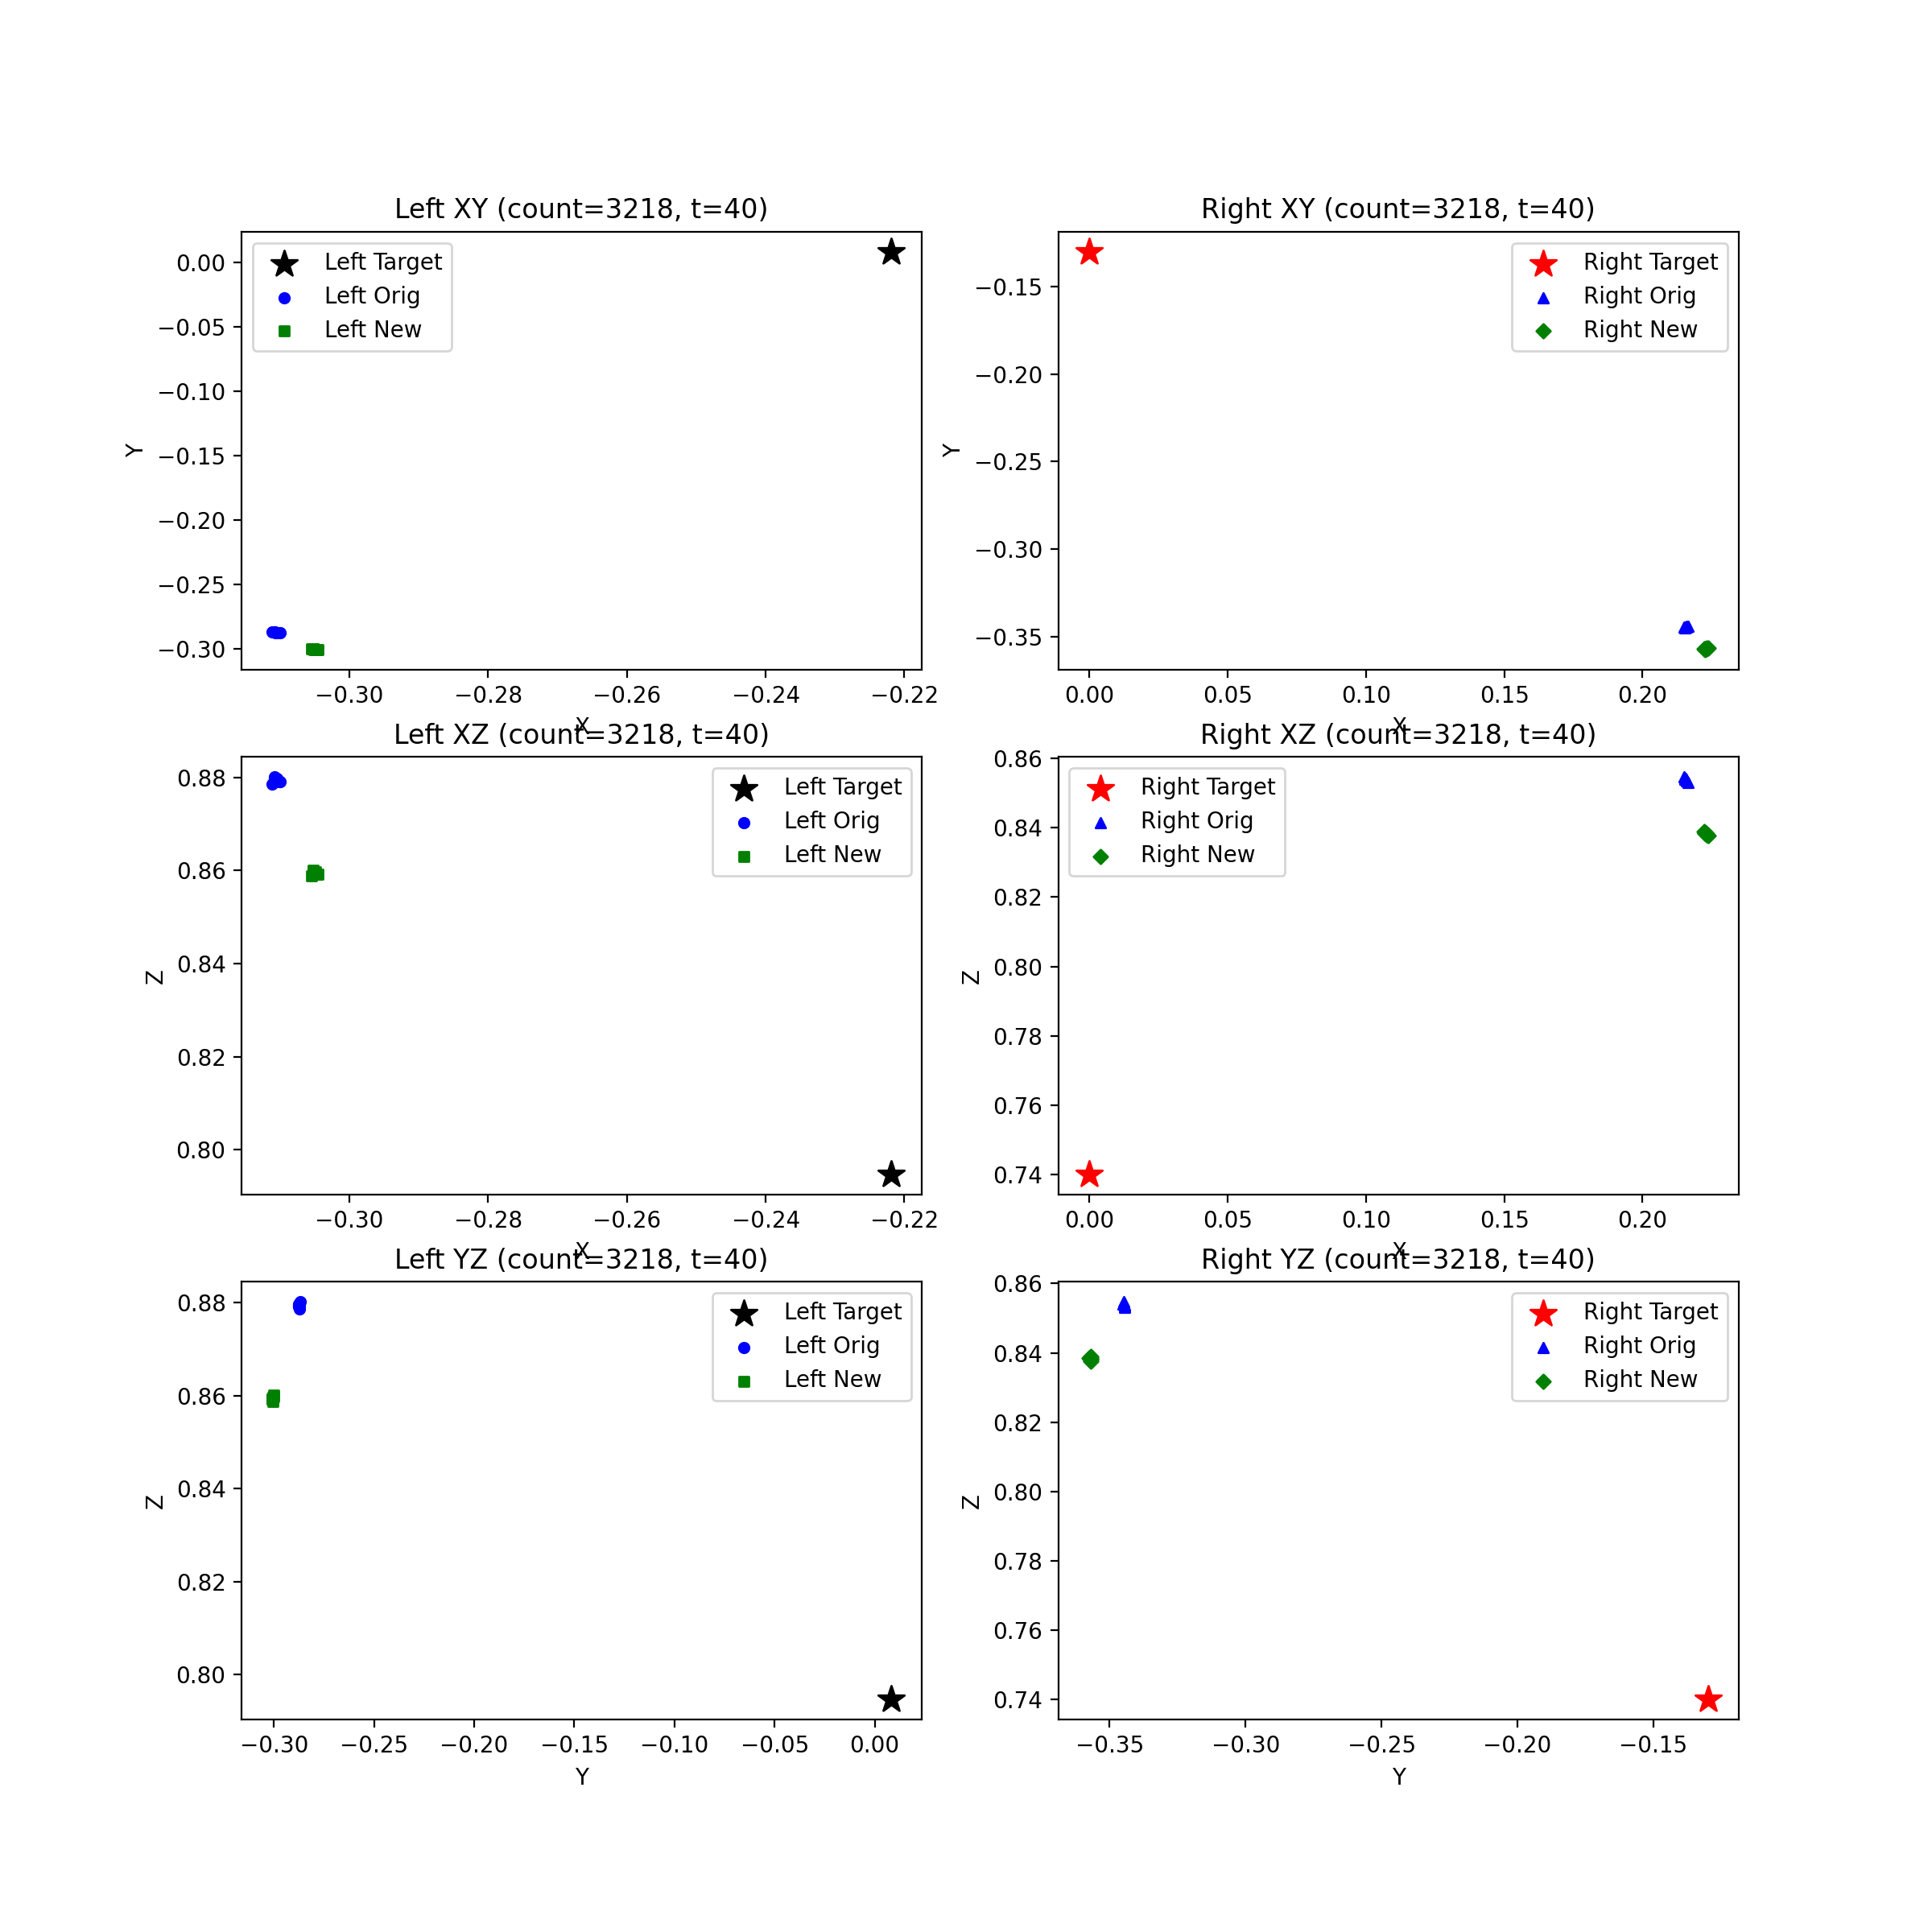 Left XY (count=3218, t=40)
Left Target
Left Orig
Left New
0.00
−0.05
−0.10
−0.15
−0.20
−0.25
−0.30
Y
−0.30
−0.28
−0.26
−0.24
−0.22
X
Right XY (count=3218, t=40)
Right Target
Right Orig
Right New
−0.15
−0.20
−0.25
−0.30
−0.35
Y
0.00
0.05
0.10
0.15
0.20
X
Left XZ (count=3218, t=40)
Left Target
Left Orig
Left New
0.88
0.86
0.84
0.82
0.80
Z
−0.30
−0.28
−0.26
−0.24
−0.22
X
Right XZ (count=3218, t=40)
Right Target
Right Orig
Right New
0.86
0.84
0.82
0.80
0.78
0.76
0.74
Z
0.00
0.05
0.10
0.15
0.20
X
Left YZ (count=3218, t=40)
Left Target
Left Orig
Left New
0.88
0.86
0.84
0.82
0.80
Z
−0.30
−0.25
−0.20
−0.15
−0.10
−0.05
0.00
Y
Right YZ (count=3218, t=40)
Right Target
Right Orig
Right New
0.86
0.84
0.82
0.80
0.78
0.76
0.74
Z
−0.35
−0.30
−0.25
−0.20
−0.15
Y